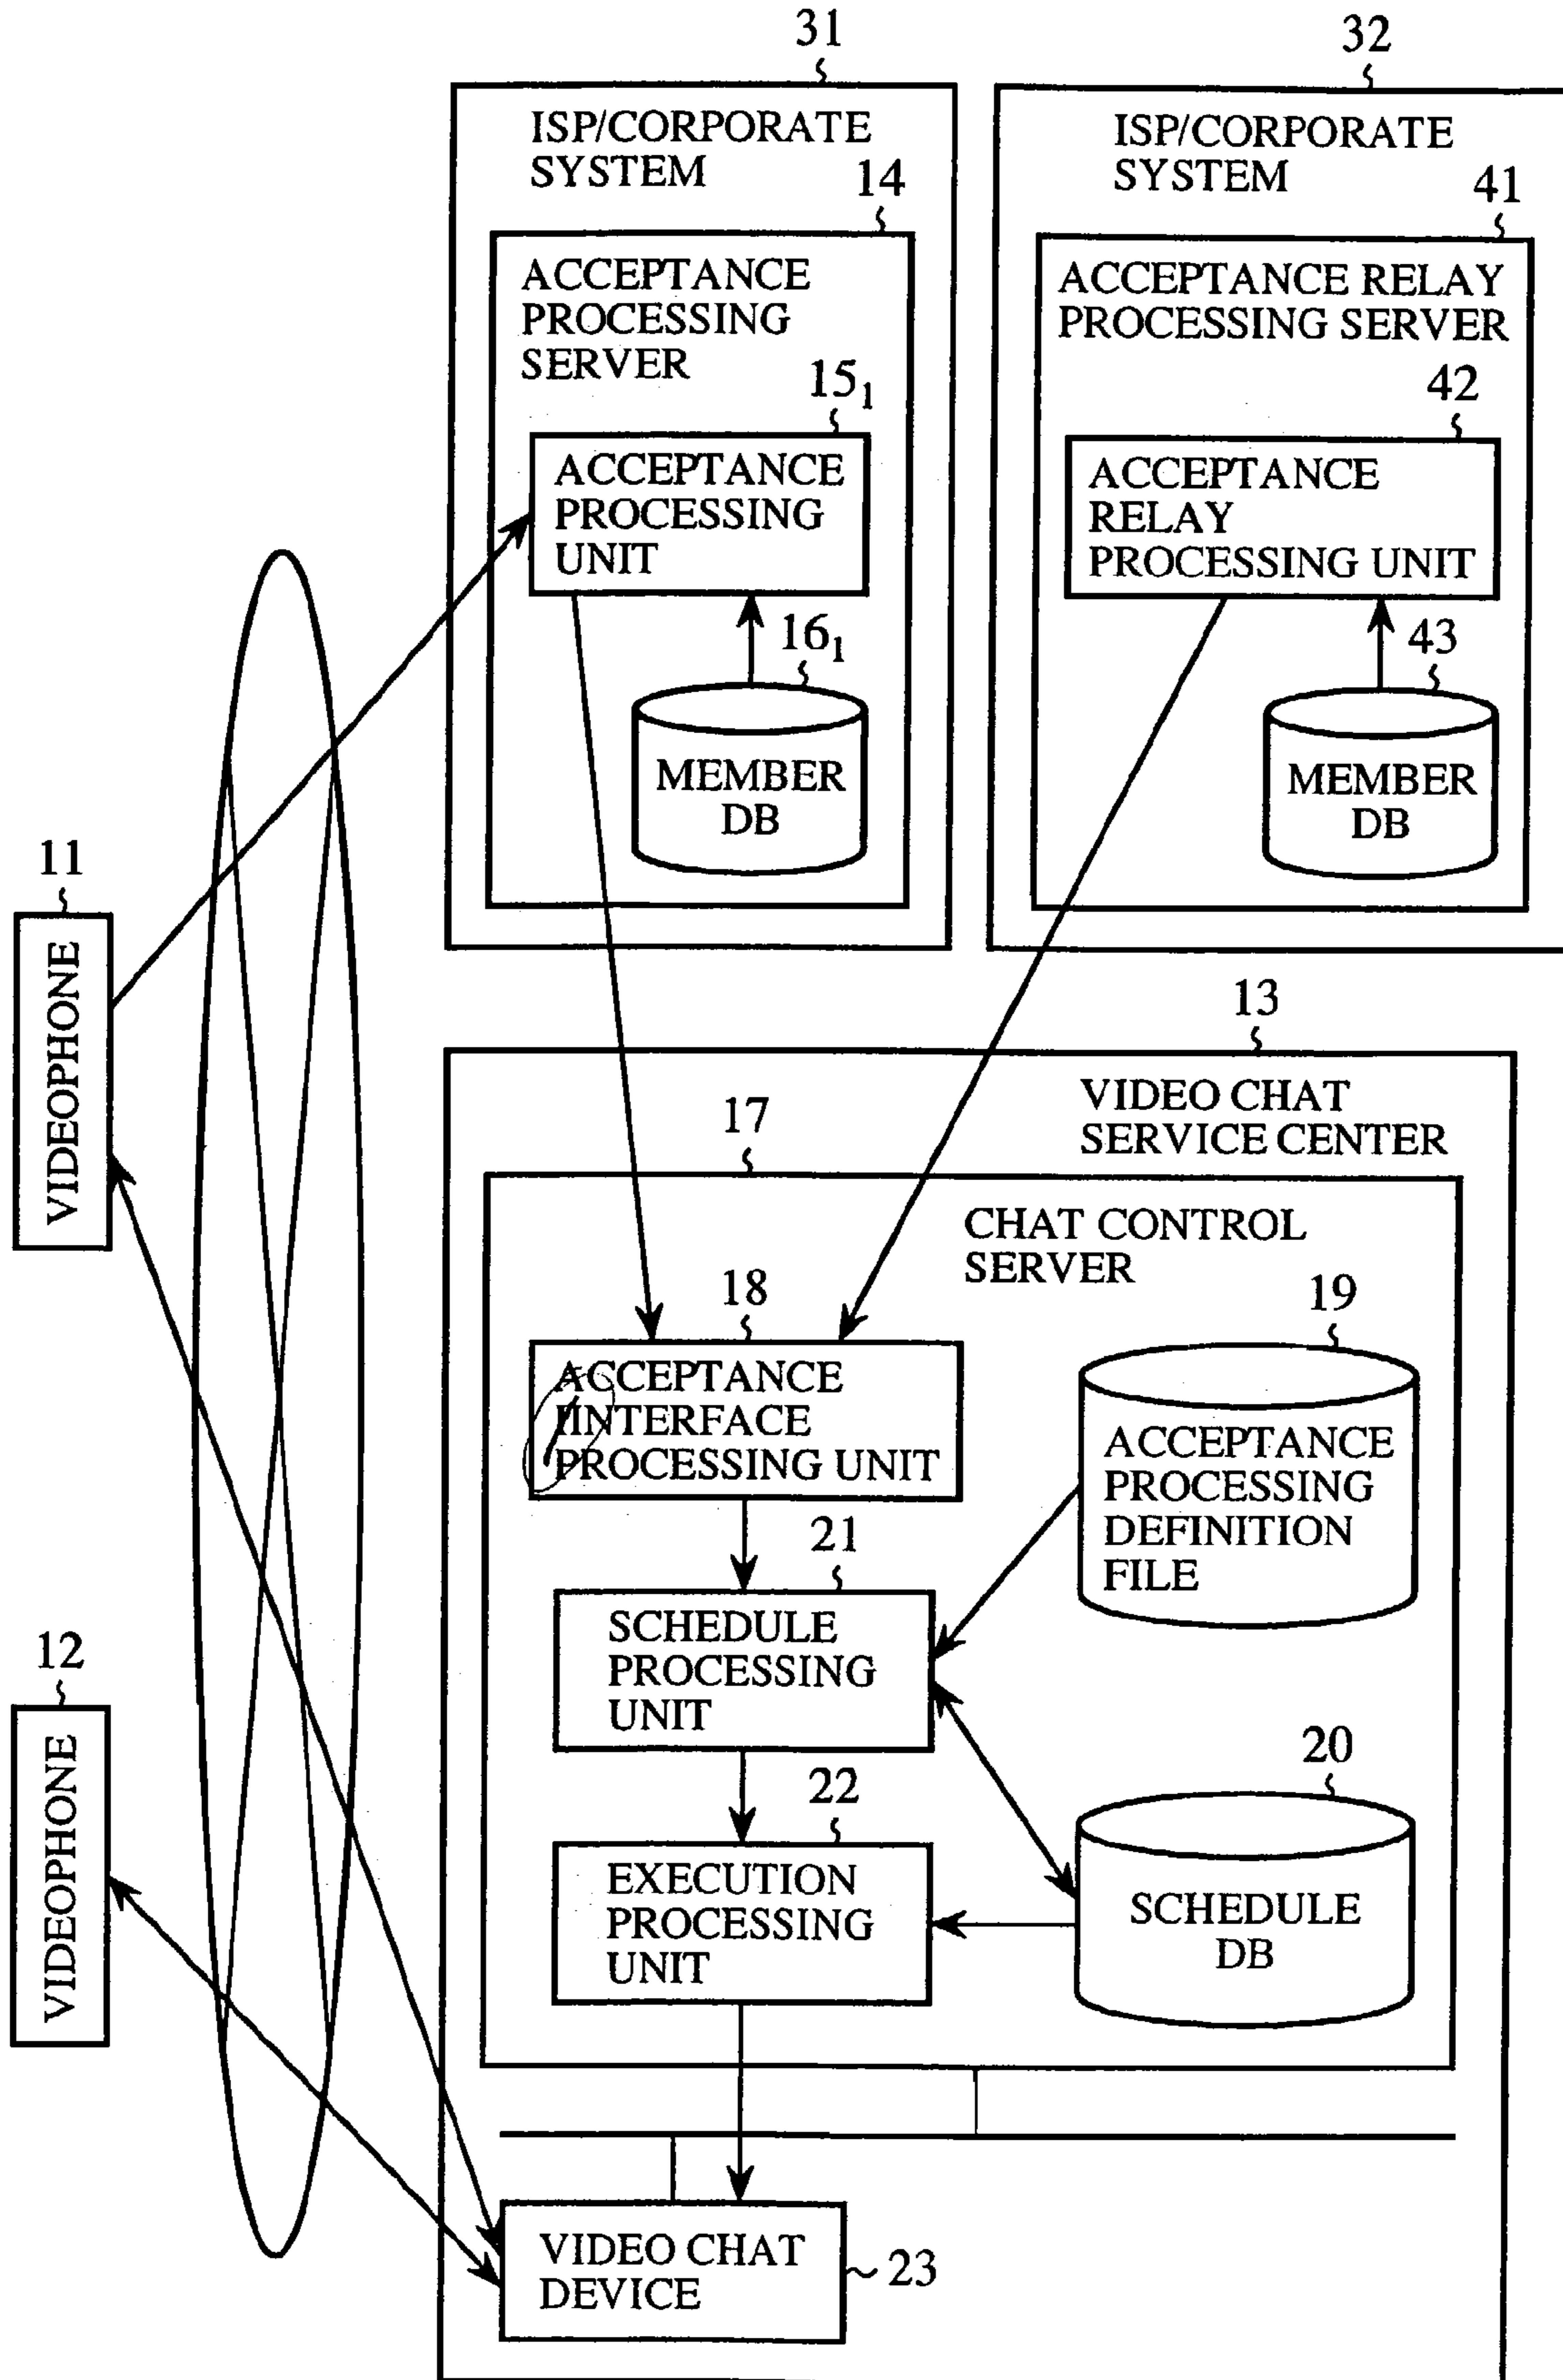 31
32
ISP/CORPORATE
SYSTEM
ISP/CORPORATE
SYSTEM
14
41
ACCEPTANCE
PROCESSING
SERVER
ACCEPTANCE RELAY
PROCESSING SERVER
15₁
42
ACCEPTANCE
PROCESSING
UNIT
ACCEPTANCE
RELAY
PROCESSING UNIT
16₁
43
MEMBER
DB
MEMBER
DB
11
VIDEOPHONE
13
VIDEO CHAT
SERVICE CENTER
17
CHAT CONTROL
SERVER
18
19
ACCEPTANCE
IINTERFACE
PROCESSING UNIT
ACCEPTANCE
PROCESSING
DEFINITION
FILE
21
SCHEDULE
PROCESSING
UNIT
12
VIDEOPHONE
20
22
EXECUTION
PROCESSING
UNIT
SCHEDULE
DB
VIDEO CHAT
DEVICE
23